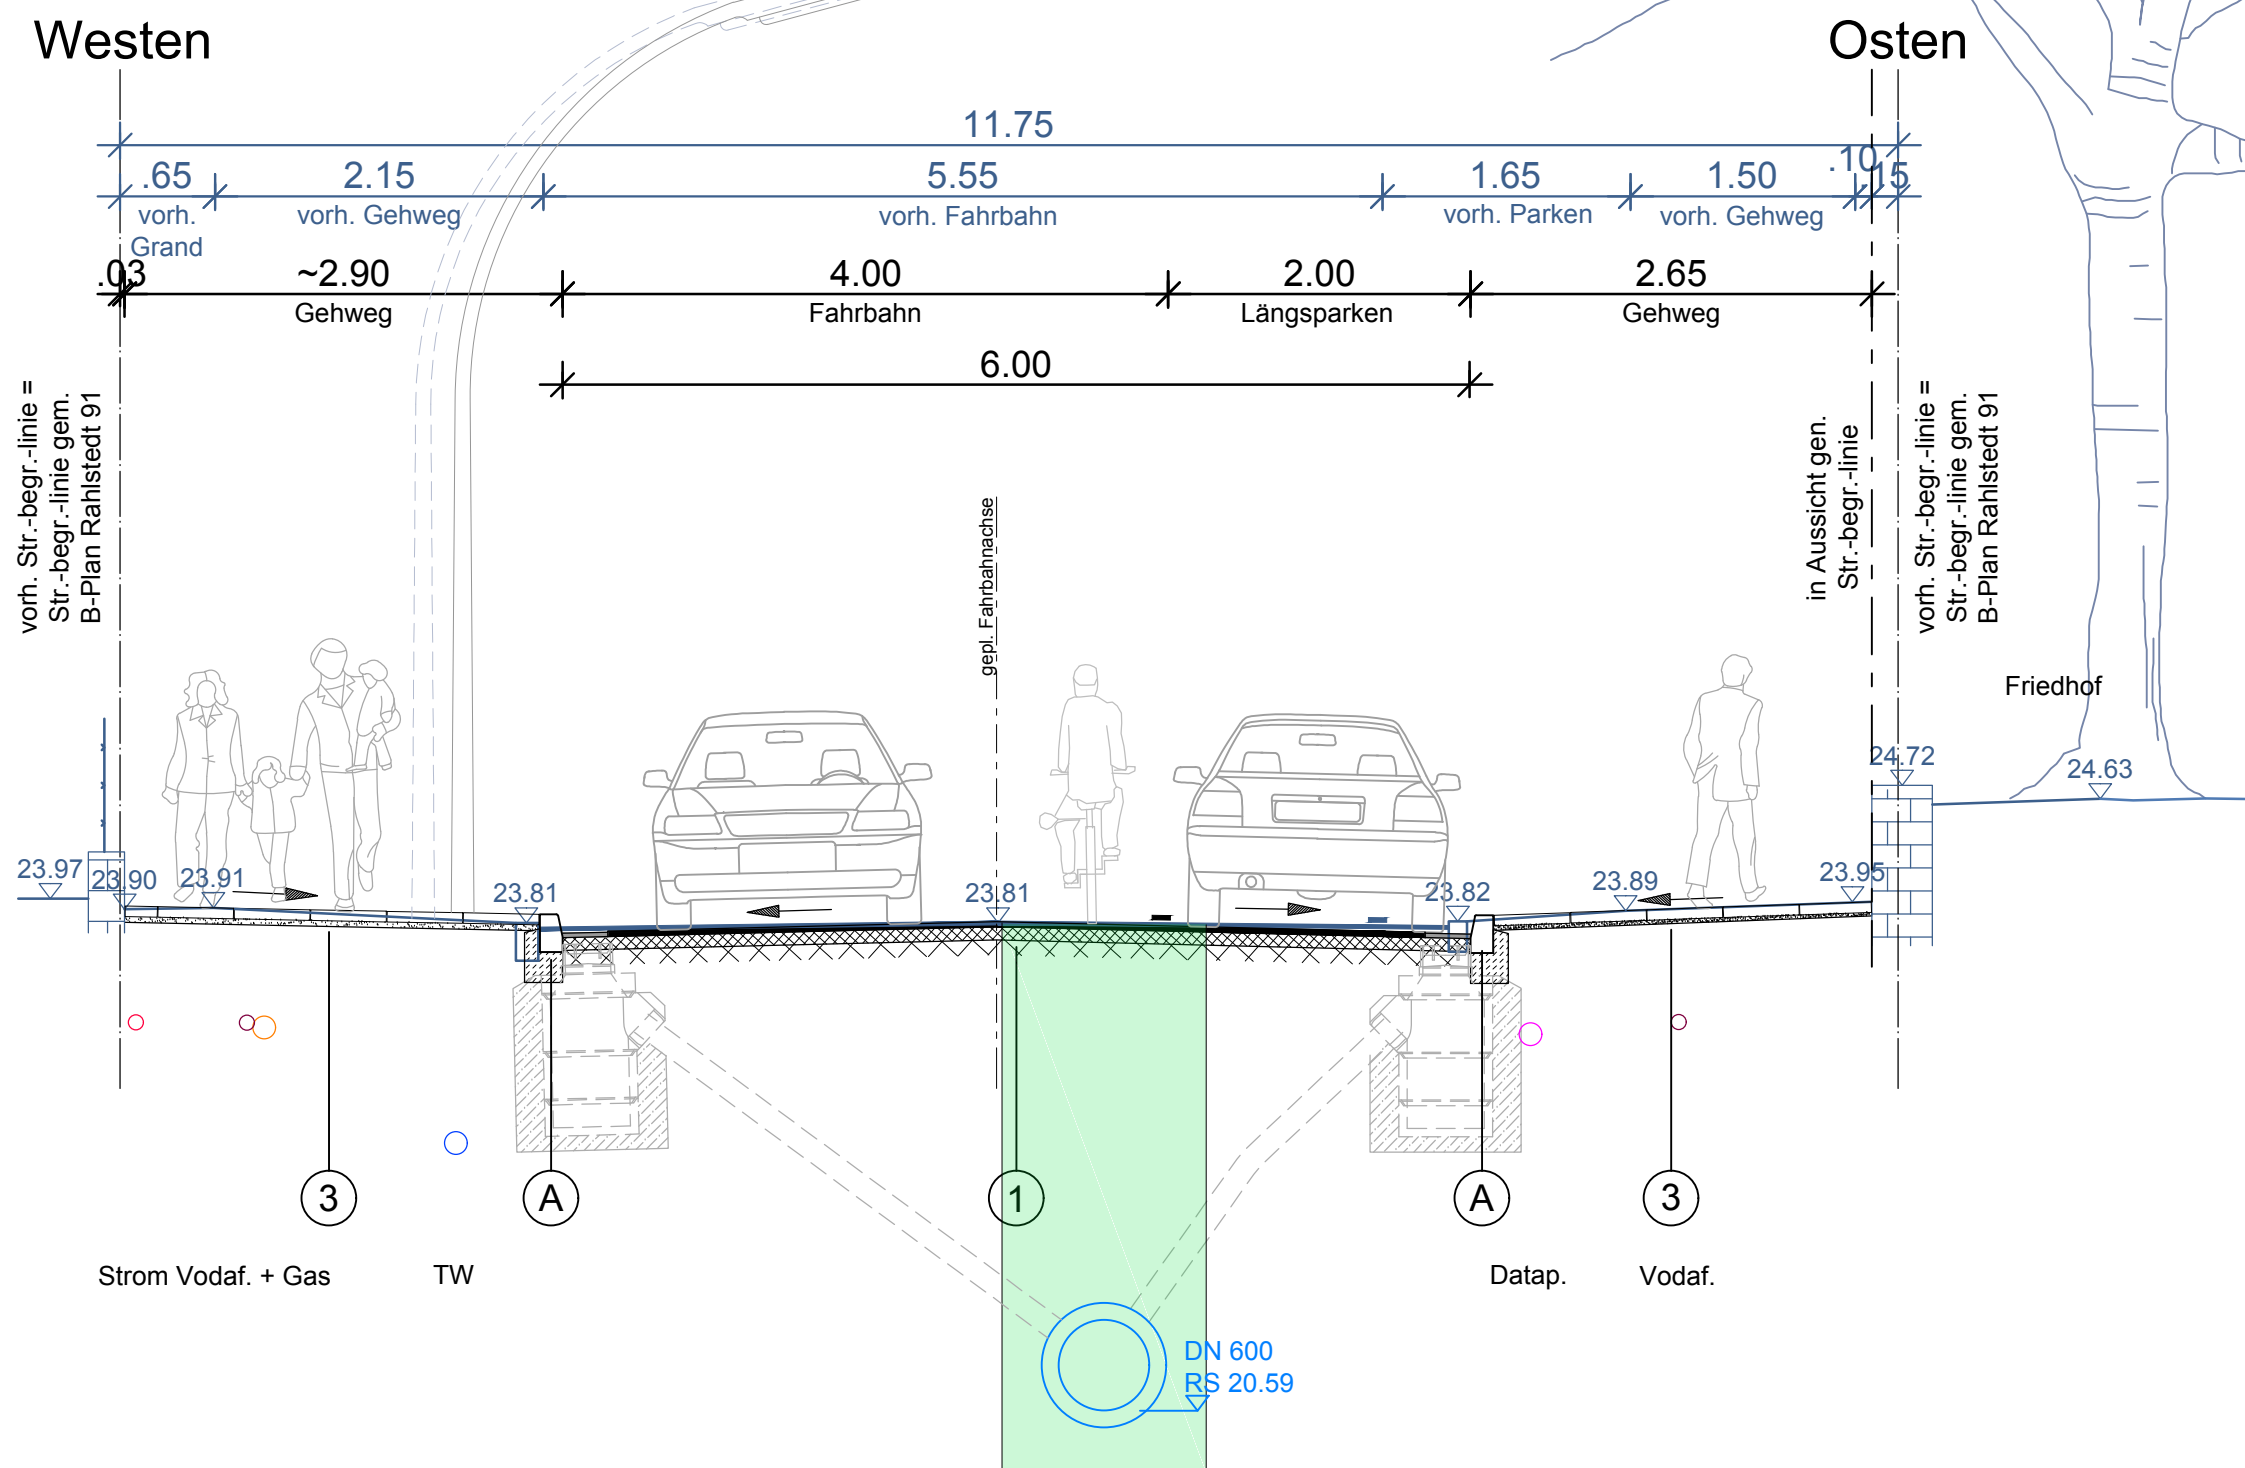 Westen
Osten
11.75
.65
2.15
5.55
1.65
1.50
.10
.15
vorh.
Grand
vorh. Gehweg
vorh. Fahrbahn
vorh. Parken
vorh. Gehweg
.03
~2.90
4.00
2.00
2.65
Gehweg
Fahrbahn
Längsparken
Gehweg
6.00
vorh. Str.-begr.-linie =
Str.-begr.-linie gem.
B-Plan Rahlstedt 91
gepl. Fahrbahnachse
in Aussicht gen.
Str.-begr.-linie
vorh. Str.-begr.-linie =
Str.-begr.-linie gem.
B-Plan Rahlstedt 91
Friedhof
24.72
24.63
23.97
23.90
23.91
23.81
23.81
23.82
23.89
23.95
3
A
1
A
3
Strom Vodaf. + Gas
TW
Datap.
Vodaf.
DN 600
RS 20.59